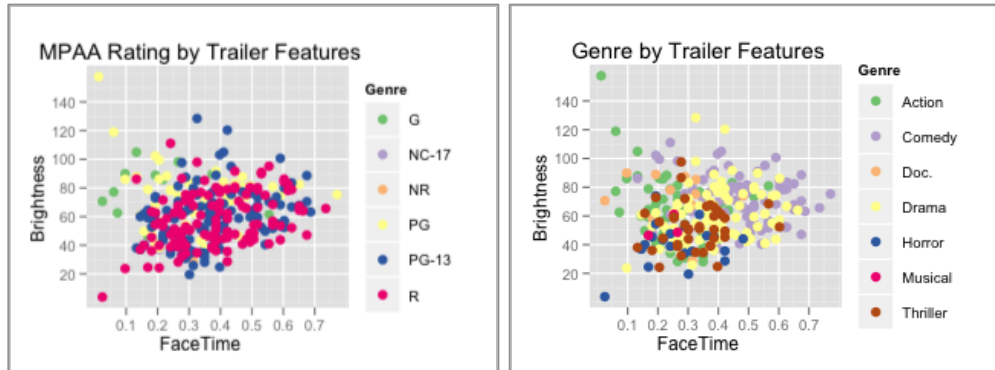 MPAA Rating by Trailer Features
Genre
G
NC-17
NR
PG
PG-13
R
Brightness
140
120
100
80
60
40
20
0.1 0.2 0.3 0.4 0.5 0.6 0.7
FaceTime
Genre by Trailer Features
Genre
Action
Comedy
Doc.
Drama
Horror
Musical
Thriller
Brightness
140
120
100
80
60
40
20
0.1 0.2 0.3 0.4 0.5 0.6 0.7
FaceTime